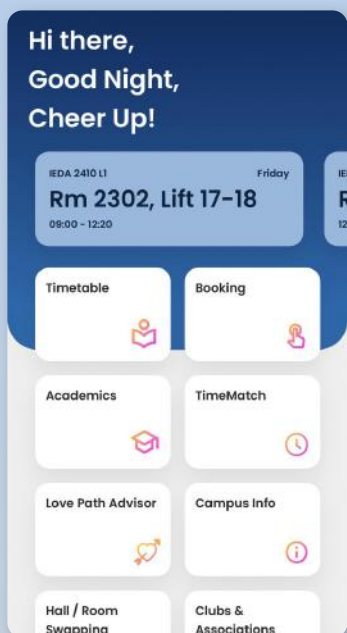 Hi there,
Good Night,
Cheer Up!
IEDA 2410 L1 Friday
Rm 2302, Lift 17-18
09:00 - 12:20
Timetable Booking
Academics TimeMatch
Love Path Advisor Campus Info
Hall / Room Clubs &
Swapping Associations